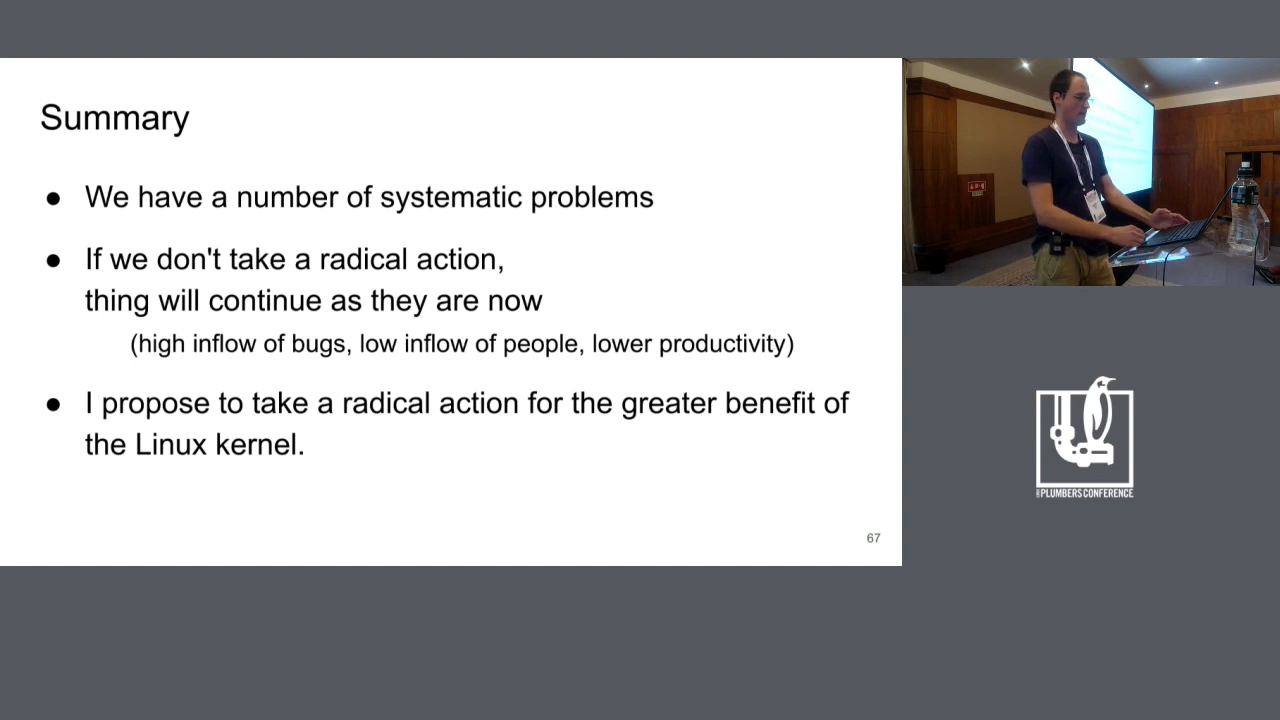 Summary
● We have a number of systematic problems
● If we don't take a radical action,
thing will continue as they are now
(high inflow of bugs, low inflow of people, lower productivity)
● I propose to take a radical action for the greater benefit of
the Linux kernel.
67
PLUMBERS CONFERENCE